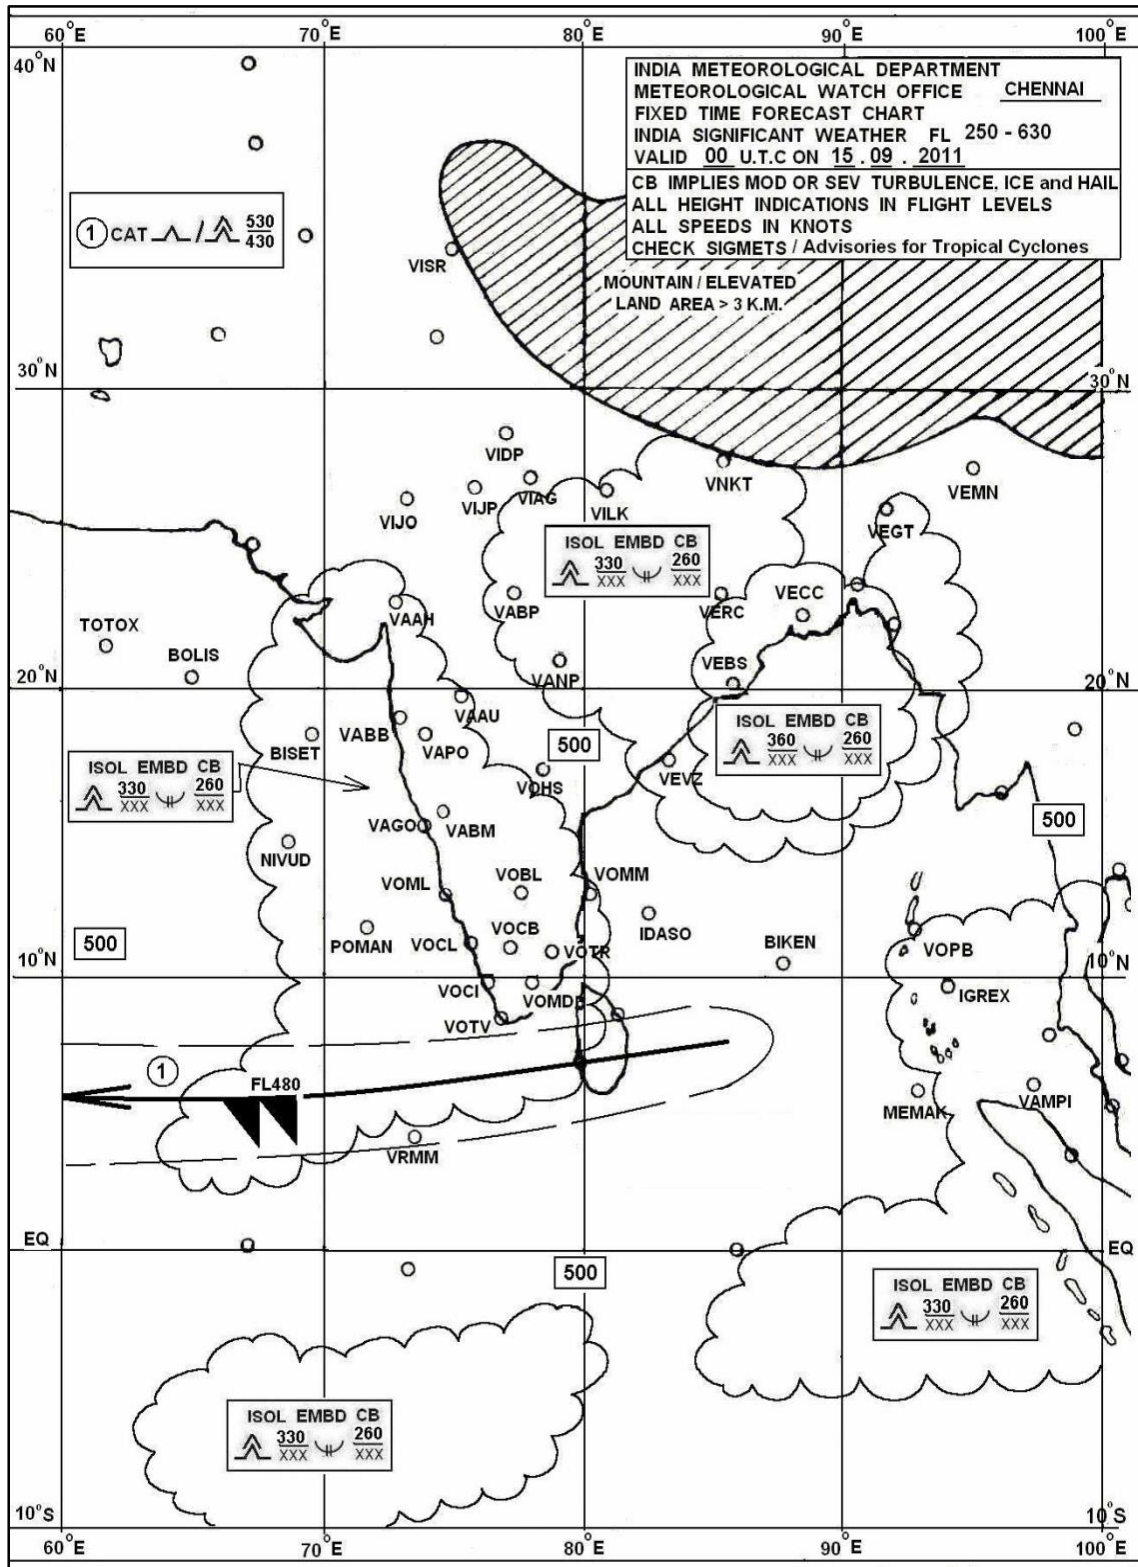 60°E 70°E 80°E 90°E 100°E
40°N
INDIA METEOROLOGICAL DEPARTMENT
METEOROLOGICAL WATCH OFFICE CHENNAI
FIXED TIME FORECAST CHART
INDIA SIGNIFICANT WEATHER FL 250 - 630
VALID 00 U.T.C ON 15 . 09 . 2011
CB IMPLIES MOD OR SEV TURBULENCE, ICE and HAIL
ALL HEIGHT INDICATIONS IN FLIGHT LEVELS
ALL SPEEDS IN KNOTS
CHECK SIGMETS / Advisories for Tropical Cyclones
1 CAT / 530
430
VISR
MOUNTAIN / ELEVATED
LAND AREA > 3 K.M.
30°N 30°N
VIDP
VNKT
VEMN
VIAG
VIJP
VILK
VIJO
VEGT
ISOL EMBD CB
330 260
XXX XXX
VAAH
VABP
VERC
VECC
TOTOX
BOLIS
VANP
VEBS
20°N 20°N
VAAU
VABB
VAPO
BISET
500
ISOL EMBD CB
360 260
XXX XXX
VEVZ
VOHS
ISOL EMBD CB
330 260
XXX XXX
VAGO
VABM
500
NIVUD
VOML
VOBL
VOMM
VOCB
IDASO
500
POMAN
VOCL
VOTR
BIKEN
VOPB
10°N 10°N
VOCI
VOMD
IGREX
VOTV
1
FL480
MEMAK
VAMPI
VRMM
EQ EQ
500
ISOL EMBD CB
330 260
XXX XXX
ISOL EMBD CB
330 260
XXX XXX
10°S 10°S
60°E 70°E 80°E 90°E 100°E